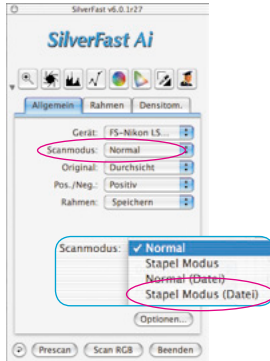 SilverFast v6.0.1r27
SilverFast Ai
Allgemein Rahmen Densitom.
Gerät: FS-Nikon LS...
Scanmodus: Normal
Original: Durchsicht
Pos./Neg.: Positiv
Rahmen: Speichern
Scanmodus: ✓ Normal
Stapel Modus
Normal (Datei)
Stapel Modus (Datei)
Optionen...
Prescan Scan RGB Beenden